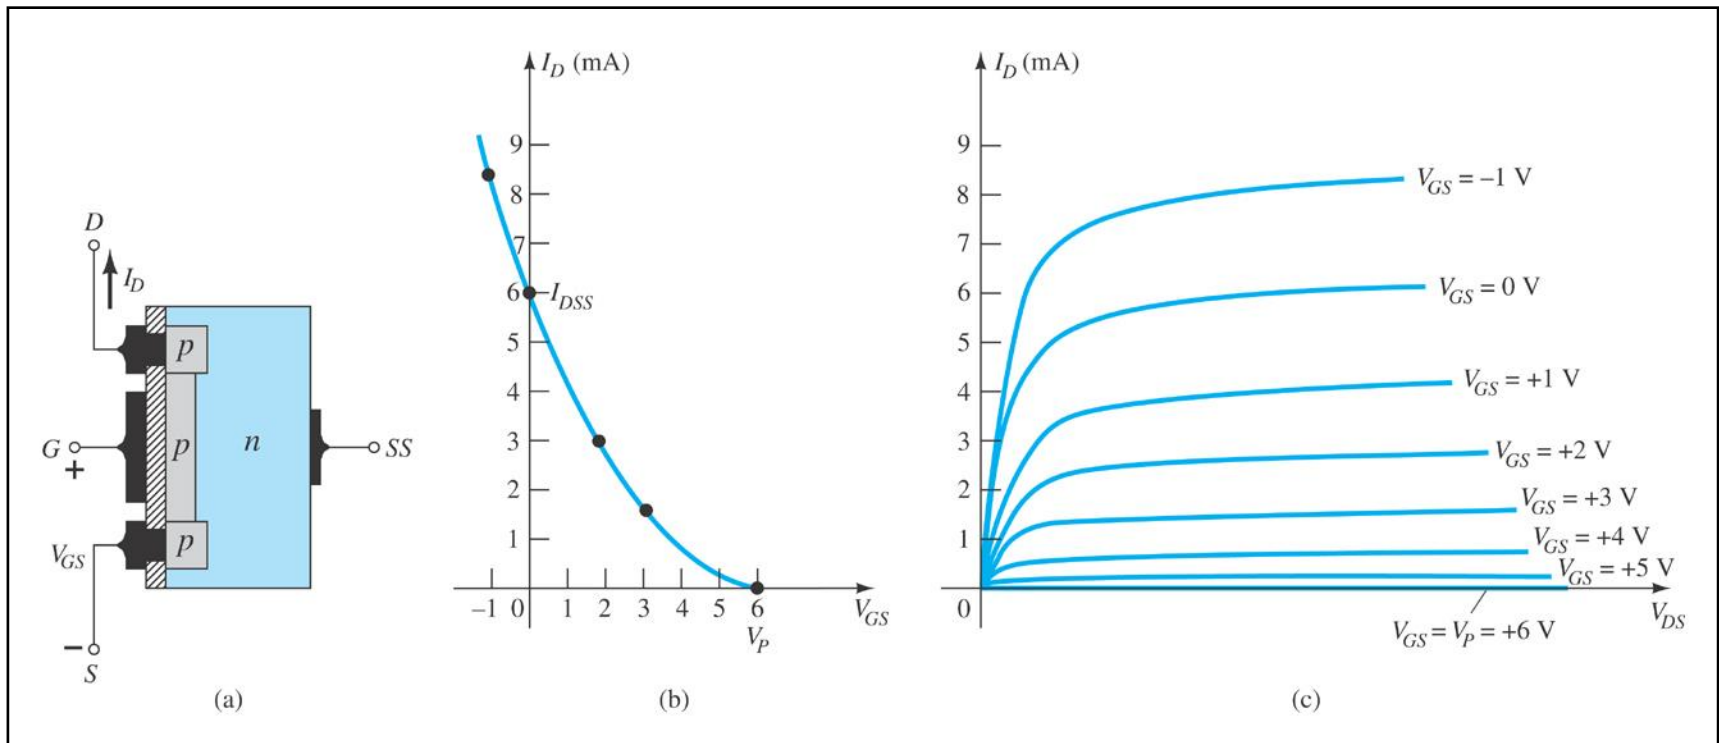 D
I_D
p
G
+
p
n
SS
p
V_GS
–
S
(a)
I_D (mA)
9
8
7
6
I_DSS
5
4
3
2
1
–1 0 1 2 3 4 5 6
V_GS
V_P
(b)
I_D (mA)
9
8
7
6
5
4
3
2
1
0
V_GS = –1 V
V_GS = 0 V
V_GS = +1 V
V_GS = +2 V
V_GS = +3 V
V_GS = +4 V
V_GS = +5 V
V_DS
V_GS = V_P = +6 V
(c)